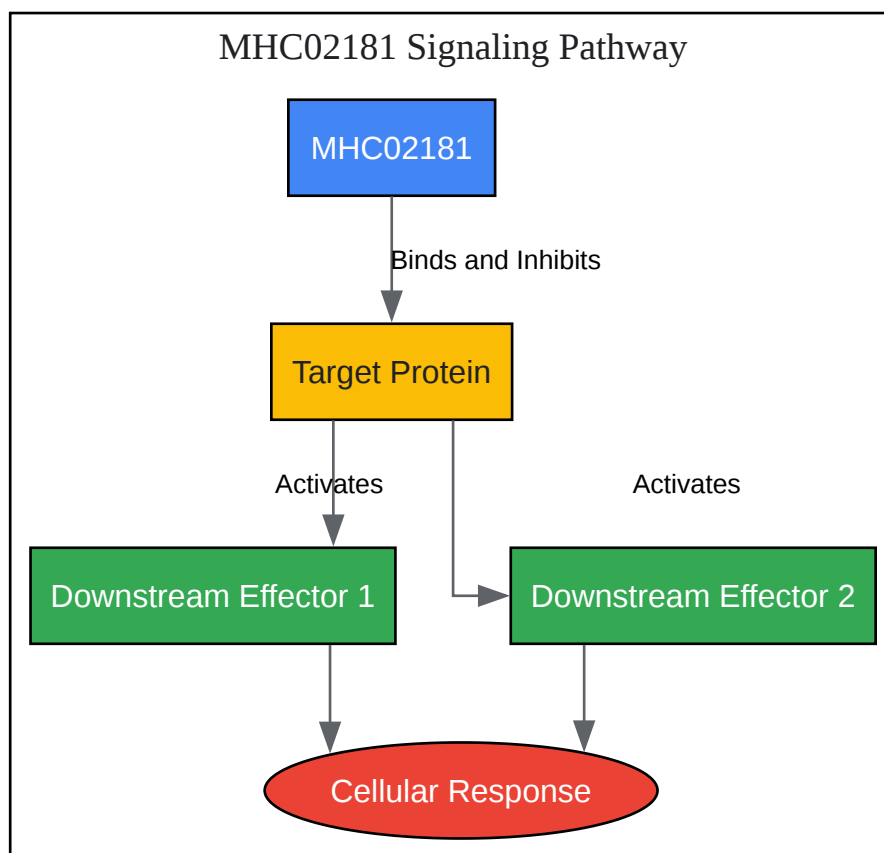 MHC02181 Signaling Pathway
MHC02181
Binds and Inhibits
Target Protein
Activates
Activates
Downstream Effector 1
Downstream Effector 2
Cellular Response